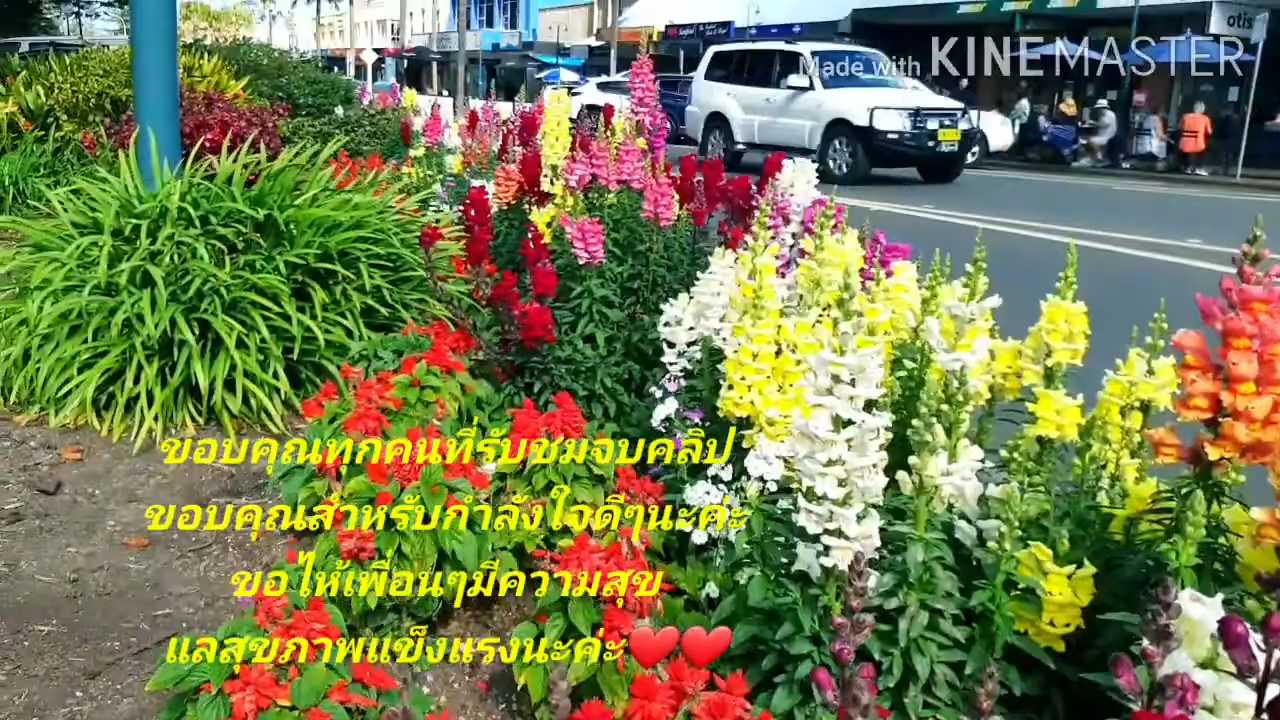 Made with KINEMASTER
SUBWAY
otis
ขอบคุณทุกคนที่รับชมจบคลิป
ขอบคุณสำหรับกำลังใจดีๆนะค่ะ
ขอให้เพื่อนๆมีความสุข
แลสุขภาพแข็งแรงนะค่ะ❤️❤️